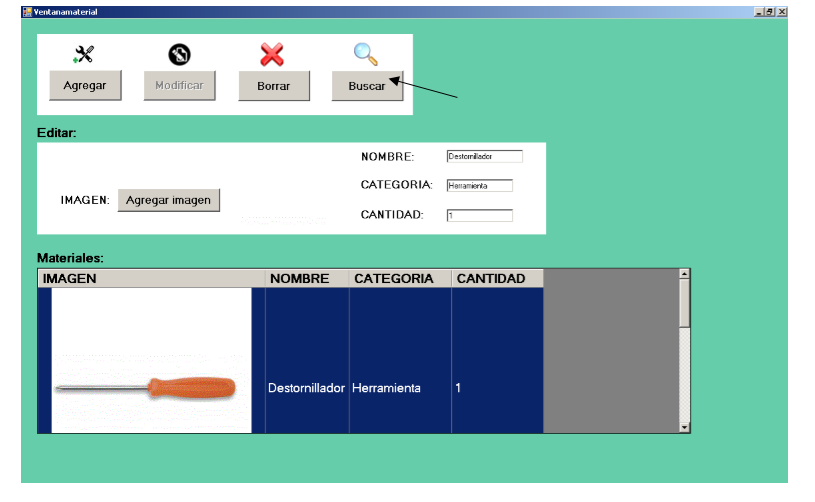 Ventanamaterial
Agregar Modificar Borrar Buscar
Editar:
NOMBRE: Destornillador
CATEGORIA: Herramienta
IMAGEN: Agregar imagen
CANTIDAD: 1
Materiales:
IMAGEN NOMBRE CATEGORIA CANTIDAD
Destornillador Herramienta 1